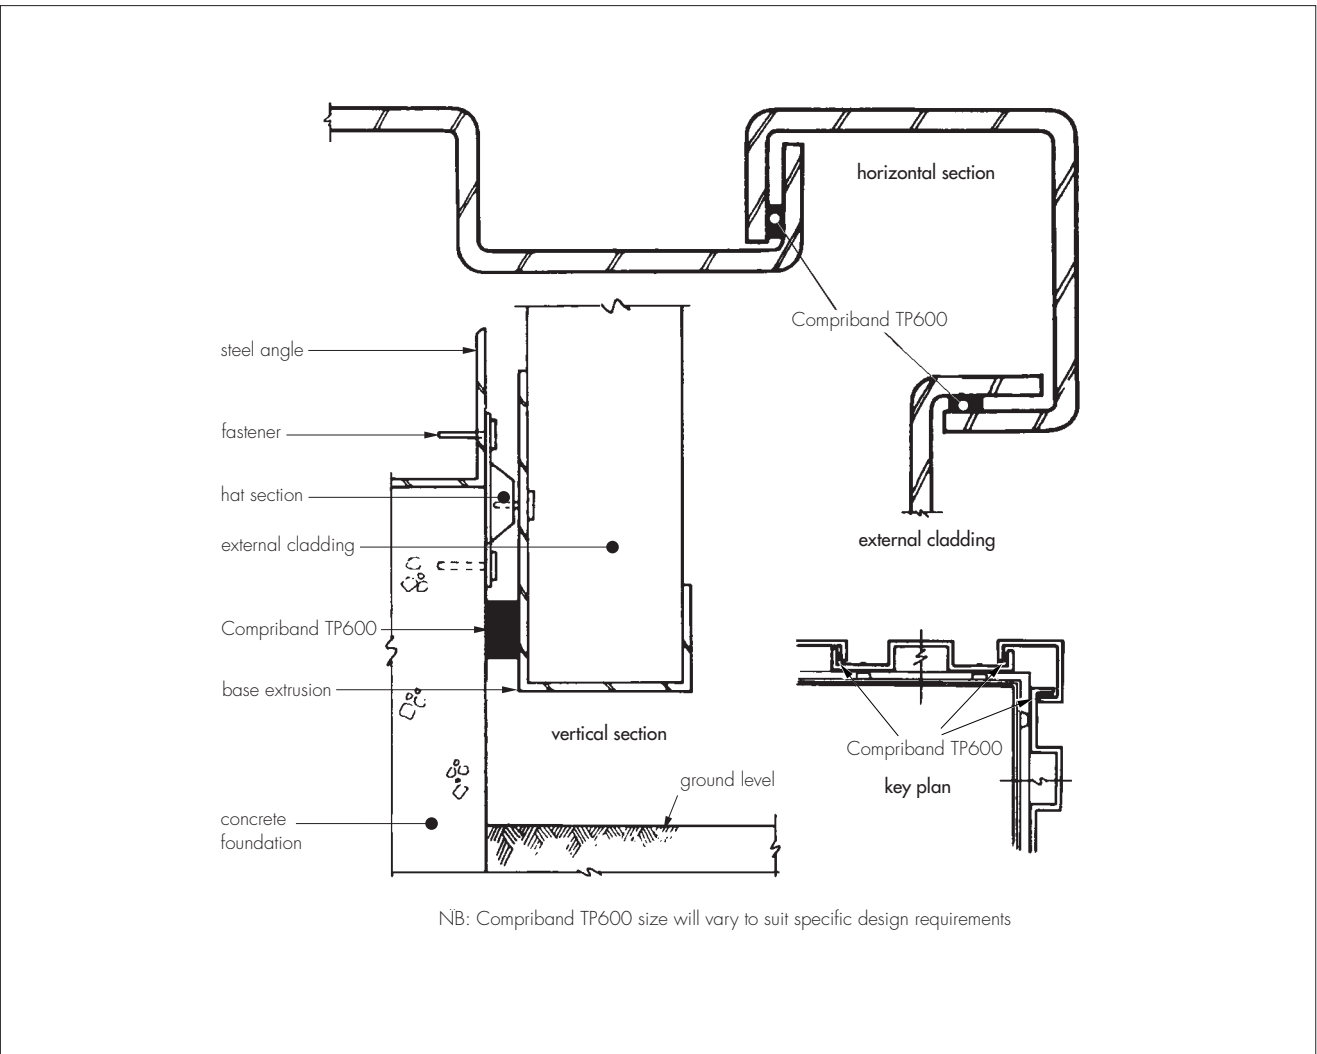 horizontal section
Compriband TP600
steel angle
fastener
hat section
external cladding
Compriband TP600
base extrusion
vertical section
external cladding
Compriband TP600
key plan
ground level
concrete
foundation
NB: Compriband TP600 size will vary to suit specific design requirements